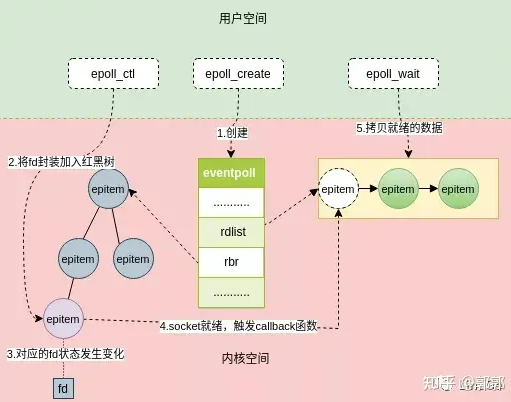 用户空间
epoll_ctl
epoll_create
epoll_wait
1.创建
5.拷贝就绪的数据
2.将fd封装加入红黑树
eventpoll
...........
rdlist
rbr
...........
epitem
epitem
epitem
epitem
epitem
epitem
epitem
4.socket就绪，触发callback函数
3.对应的fd状态发生变化
内核空间
fd
知乎 @郭郭